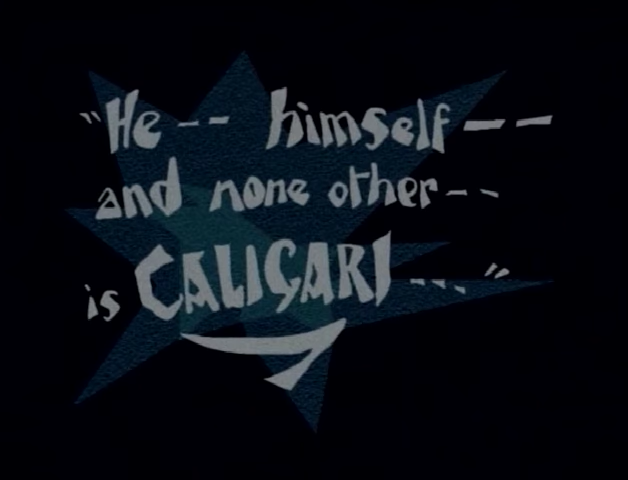 "He -- himself --
and none other --
is CALIGARI ---"